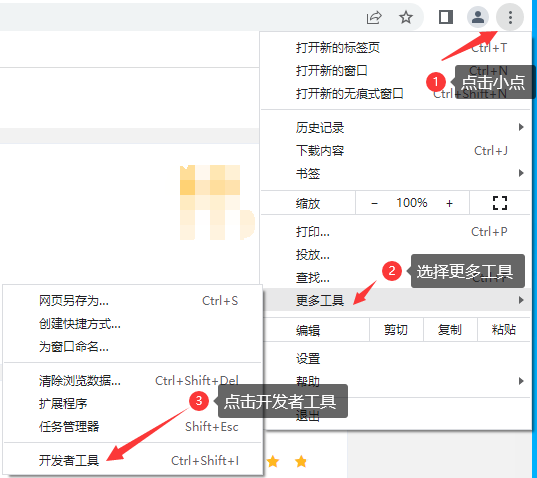 打开新的标签页 Ctrl+T
打开新的窗口 Ctrl+N
1 点击小点
打开新的无痕式窗口 Ctrl+Shift+N
历史记录
下载内容 Ctrl+J
书签
缩放 − 100% +
打印... Ctrl+P
投放...
2 选择更多工具
查找...
更多工具
编辑 剪切 复制 粘贴
设置
帮助
退出
网页另存为... Ctrl+S
创建快捷方式...
为窗口命名...
清除浏览数据... Ctrl+Shift+Del
3 点击开发者工具
扩展程序
任务管理器 Shift+Esc
开发者工具 Ctrl+Shift+I